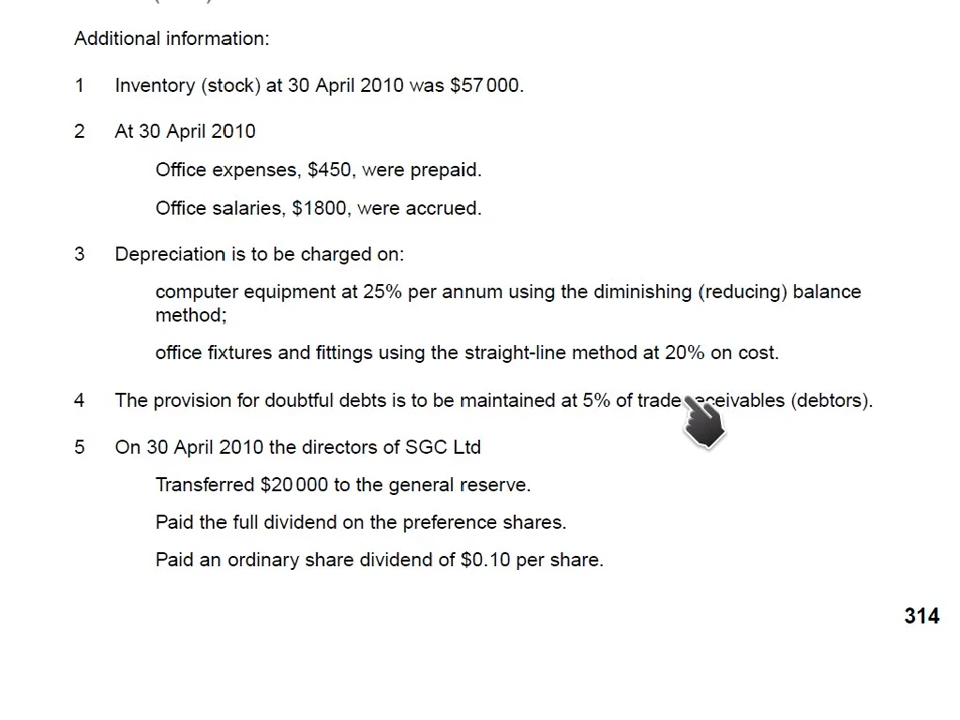 Additional information:
1 Inventory (stock) at 30 April 2010 was $57 000.
2 At 30 April 2010
Office expenses, $450, were prepaid.
Office salaries, $1800, were accrued.
3 Depreciation is to be charged on:
computer equipment at 25% per annum using the diminishing (reducing) balance
method;
office fixtures and fittings using the straight-line method at 20% on cost.
4 The provision for doubtful debts is to be maintained at 5% of trade receivables (debtors).
5 On 30 April 2010 the directors of SGC Ltd
Transferred $20 000 to the general reserve.
Paid the full dividend on the preference shares.
Paid an ordinary share dividend of $0.10 per share.
314